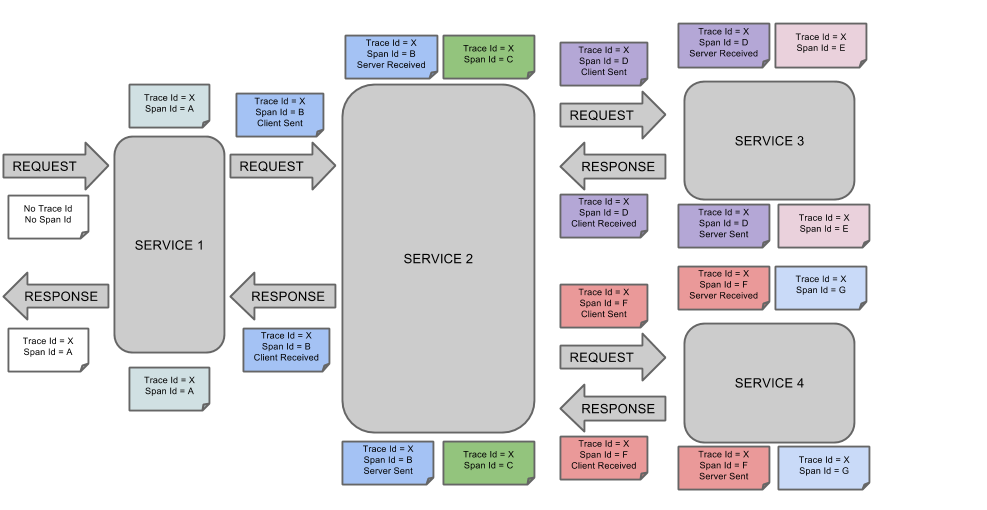 Trace Id = X
Span Id = A
REQUEST
No Trace Id
No Span Id
SERVICE 1
RESPONSE
Trace Id = X
Span Id = A
Trace Id = X
Span Id = A
Trace Id = X
Span Id = B
Client Sent
REQUEST
RESPONSE
Trace Id = X
Span Id = B
Client Received
Trace Id = X
Span Id = B
Server Received
Trace Id = X
Span Id = C
SERVICE 2
Trace Id = X
Span Id = B
Server Sent
Trace Id = X
Span Id = C
Trace Id = X
Span Id = D
Client Sent
REQUEST
RESPONSE
Trace Id = X
Span Id = D
Client Received
Trace Id = X
Span Id = D
Server Received
Trace Id = X
Span Id = E
SERVICE 3
Trace Id = X
Span Id = D
Server Sent
Trace Id = X
Span Id = E
Trace Id = X
Span Id = F
Client Sent
REQUEST
RESPONSE
Trace Id = X
Span Id = F
Client Received
Trace Id = X
Span Id = F
Server Received
Trace Id = X
Span Id = G
SERVICE 4
Trace Id = X
Span Id = F
Server Sent
Trace Id = X
Span Id = G